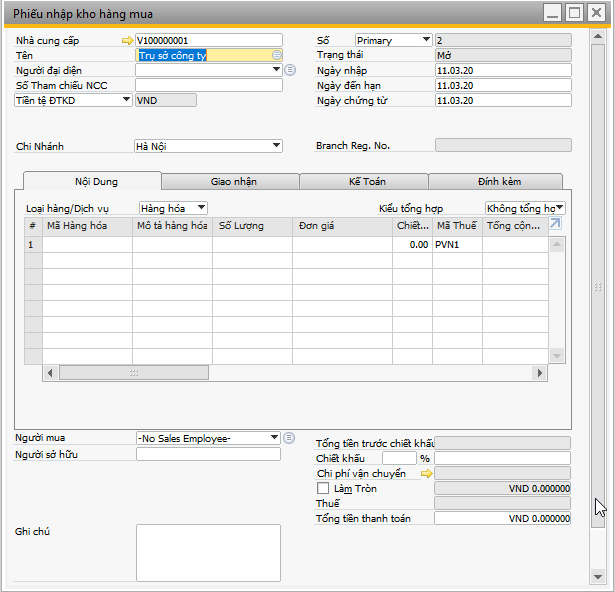 Phiếu nhập kho hàng mua
Nhà cung cấp V100000001 Số Primary 2
Tên Trụ sở công ty Trạng thái Mở
Người đại diện Ngày nhập 11.03.20
Số Tham chiếu NCC Ngày đến hạn 11.03.20
Tiền tệ ĐTKD VND Ngày chứng từ 11.03.20
Chi Nhánh Hà Nội Branch Reg. No.
Nội Dung Giao nhận Kế Toán Đính kèm
Loại hàng/Dịch vụ Hàng hóa Kiểu tổng hợp Không tổng hợ
# Mã Hàng hóa Mô tả hàng hóa Số Lượng Đơn giá Chiết... Mã Thuế Tổng cộn...
1 0.00 PVN1
Người mua -No Sales Employee- Tổng tiền trước chiết khấu
Người sở hữu Chiết khấu %
Chi phí vận chuyển
Làm Tròn VND 0.000000
Thuế
Tổng tiền thanh toán VND 0.000000
Ghi chú